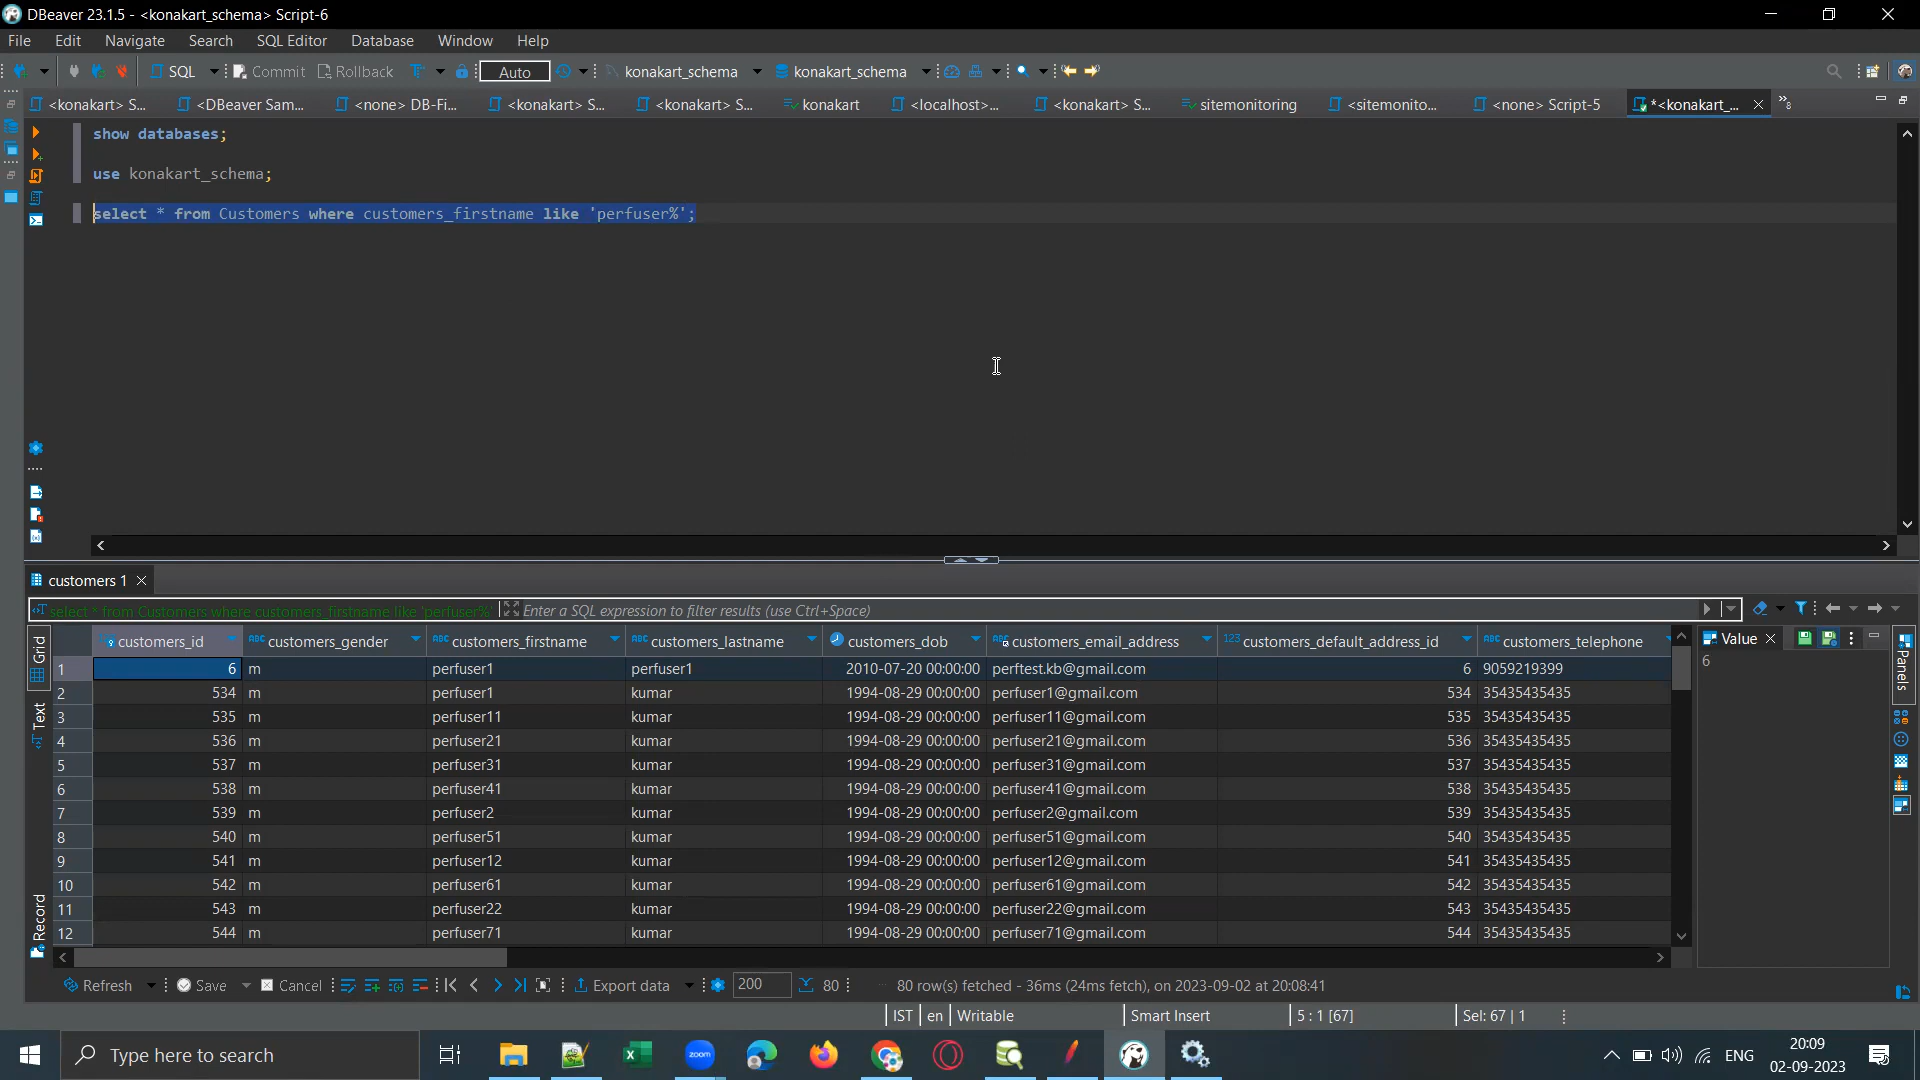 DBeaver 23.1.5 - <konakart_schema> Script-6
File Edit Navigate Search SQL Editor Database Window Help
SQL Commit Rollback Auto konakart_schema konakart_schema
<konakart> S... <DBeaver Sam... <none> DB-Fi... <konakart> S... <konakart> S... konakart <localhost>... <konakart> S... sitemonitoring <sitemonito... <none> Script-5 *<konakart_... »8
show databases;
use konakart_schema;
select * from Customers where customers_firstname like 'perfuser%';
customers 1
select * from Customers where customers_firstname like 'perfuser%' Enter a SQL expression to filter results (use Ctrl+Space)
customers_id customers_gender customers_firstname customers_lastname customers_dob customers_email_address 123 customers_default_address_id customers_telephone
1 6 m perfuser1 perfuser1 2010-07-20 00:00:00 perftest.kb@gmail.com 6 9059219399
2 534 m perfuser1 kumar 1994-08-29 00:00:00 perfuser1@gmail.com 534 35435435435
3 535 m perfuser11 kumar 1994-08-29 00:00:00 perfuser11@gmail.com 535 35435435435
4 536 m perfuser21 kumar 1994-08-29 00:00:00 perfuser21@gmail.com 536 35435435435
5 537 m perfuser31 kumar 1994-08-29 00:00:00 perfuser31@gmail.com 537 35435435435
6 538 m perfuser41 kumar 1994-08-29 00:00:00 perfuser41@gmail.com 538 35435435435
7 539 m perfuser2 kumar 1994-08-29 00:00:00 perfuser2@gmail.com 539 35435435435
8 540 m perfuser51 kumar 1994-08-29 00:00:00 perfuser51@gmail.com 540 35435435435
9 541 m perfuser12 kumar 1994-08-29 00:00:00 perfuser12@gmail.com 541 35435435435
10 542 m perfuser61 kumar 1994-08-29 00:00:00 perfuser61@gmail.com 542 35435435435
11 543 m perfuser22 kumar 1994-08-29 00:00:00 perfuser22@gmail.com 543 35435435435
12 544 m perfuser71 kumar 1994-08-29 00:00:00 perfuser71@gmail.com 544 35435435435
Grid
Text
Record
Value
6
Panels
Refresh Save Cancel Export data 200 80 80 row(s) fetched - 36ms (24ms fetch), on 2023-09-02 at 20:08:41
IST en Writable Smart Insert 5 : 1 [67] Sel: 67 | 1
Type here to search
zoom
ENG
20:09
02-09-2023